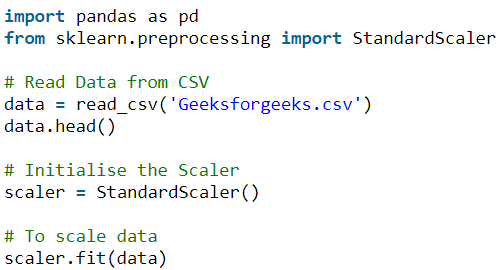 import pandas as pd
from sklearn.preprocessing import StandardScaler
# Read Data from CSV
data = read_csv('Geeksforgeeks.csv')
data.head()
# Initialise the Scaler
scaler = StandardScaler()
# To scale data
scaler.fit(data)